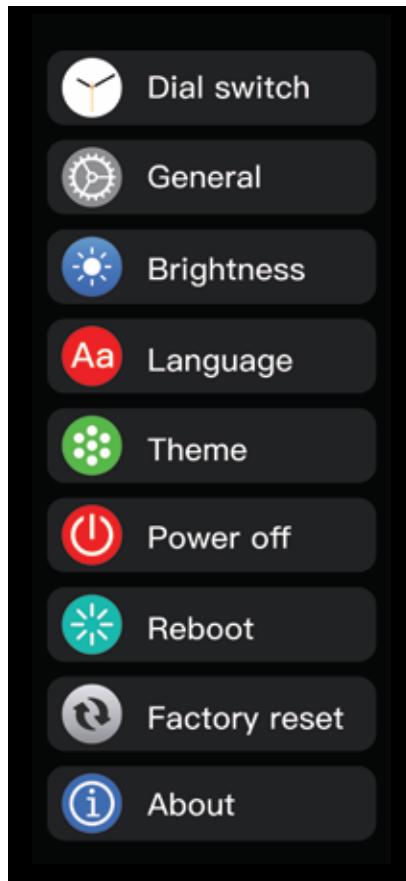 Dial switch
General
Brightness
Aa
Language
Theme
Power off
Reboot
Factory reset
i
About